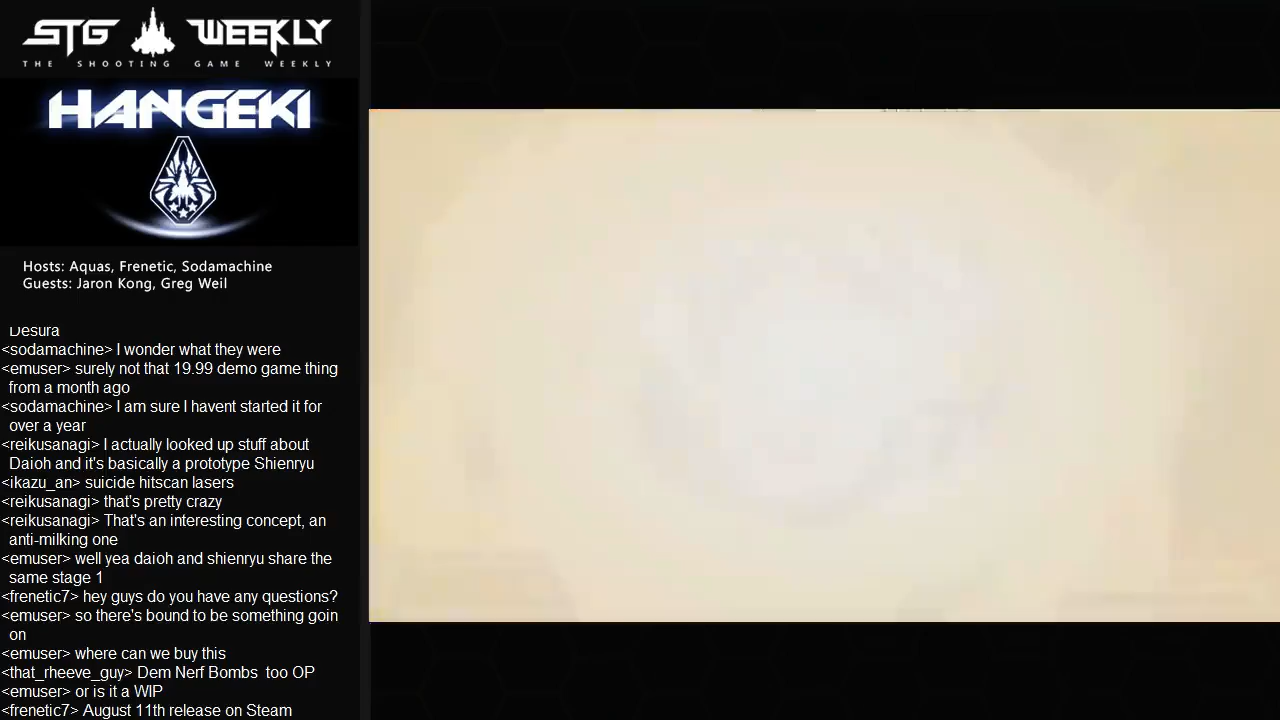 STG WEEKLY
THE SHOOTING GAME WEEKLY
HANGEKI
Hosts: Aquas, Frenetic, Sodamachine
Guests: Jaron Kong, Greg Weil
Desura
<sodamachine> I wonder what they were
<emuser> surely not that 19.99 demo game thing
from a month ago
<sodamachine> I am sure I havent started it for
over a year
<reikusanagi> I actually looked up stuff about
Daioh and it's basically a prototype Shienryu
<ikazu_an> suicide hitscan lasers
<reikusanagi> that's pretty crazy
<reikusanagi> That's an interesting concept, an
anti-milking one
<emuser> well yea daioh and shienryu share the
same stage 1
<frenetic7> hey guys do you have any questions?
<emuser> so there's bound to be something goin
on
<emuser> where can we buy this
<that_rheeve_guy> Dem Nerf Bombs  too OP
<emuser> or is it a WIP
<frenetic7> August 11th release on Steam